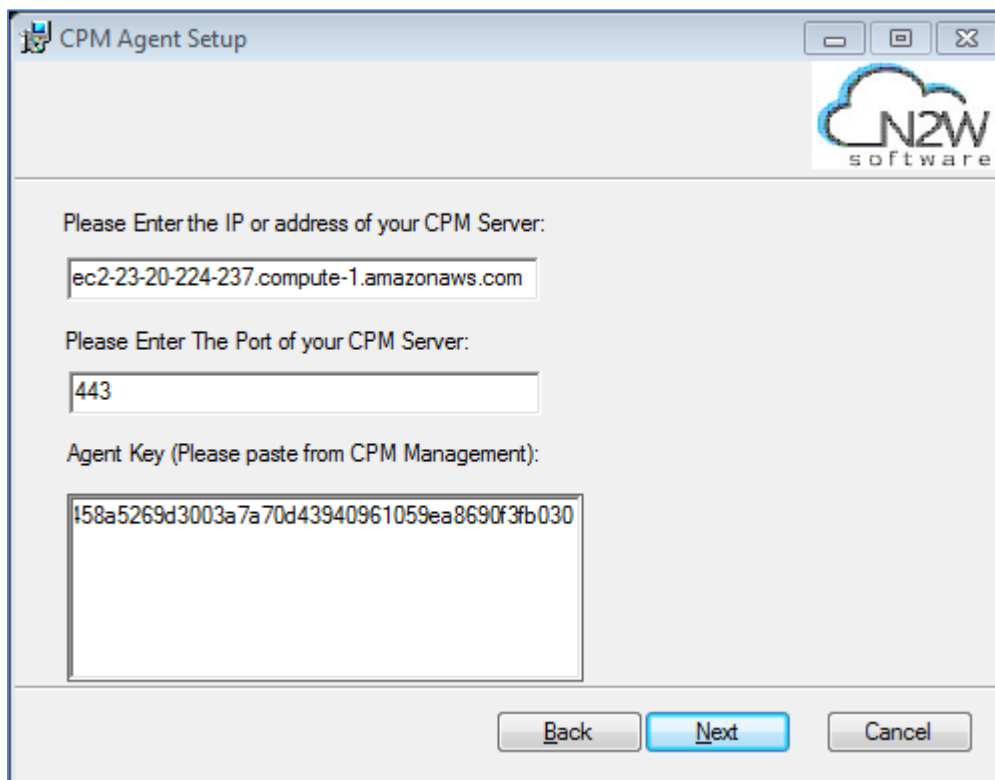 CPM Agent Setup
N2W
software
Please Enter the IP or address of your CPM Server:
ec2-23-20-224-237.compute-1.amazonaws.com
Please Enter The Port of your CPM Server:
443
Agent Key (Please paste from CPM Management):
458a5269d3003a7a70d43940961059ea8690f3fb030
Back Next Cancel